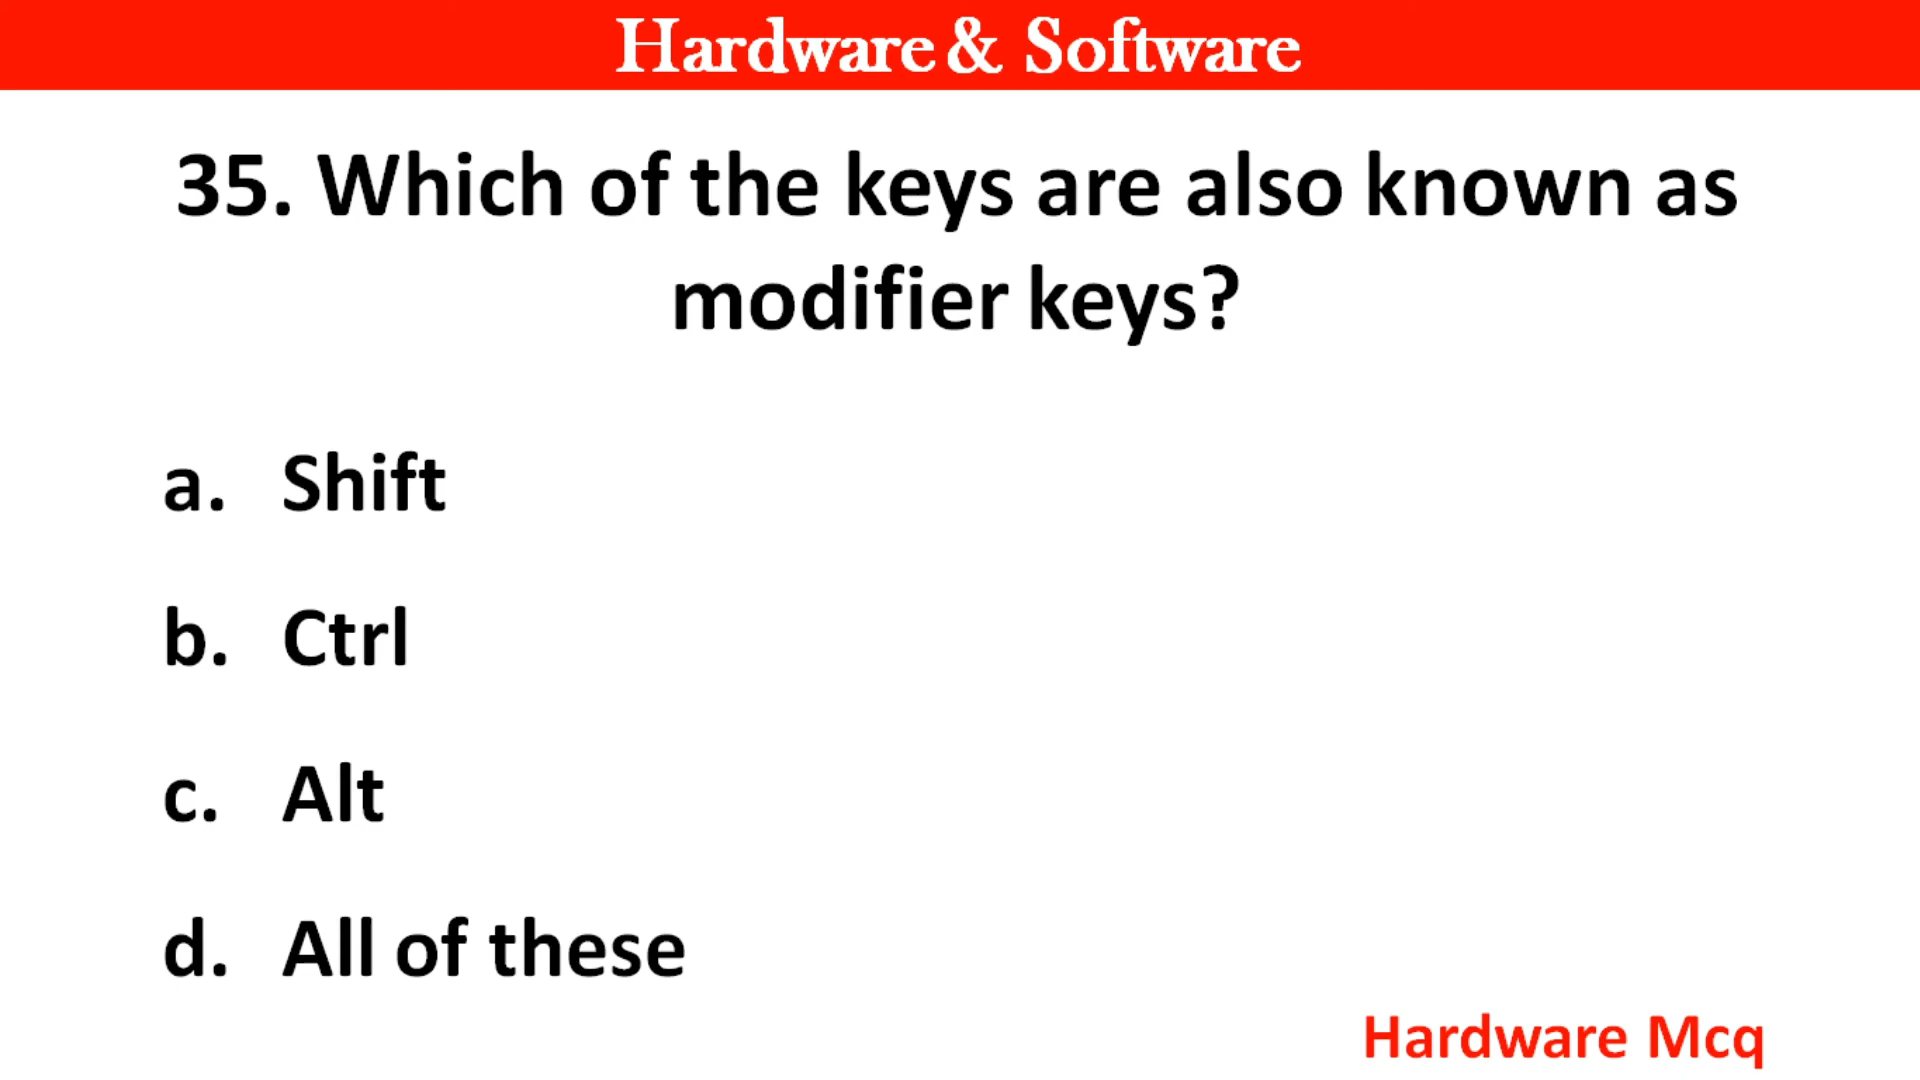 Hardware & Software
35. Which of the keys are also known as
modifier keys?
a. Shift
b. Ctrl
c. Alt
d. All of these
Hardware Mcq